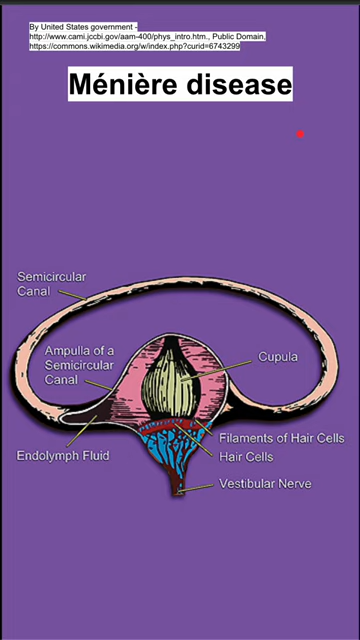 By United States government -
http://www.cami.jccbi.gov/aam-400/phys_intro.htm., Public Domain,
https://commons.wikimedia.org/w/index.php?curid=6743299
Ménière disease
Semicircular
Canal
Ampulla of a
Semicircular
Canal
Cupula
Filaments of Hair Cells
Endolymph Fluid
Hair Cells
Vestibular Nerve